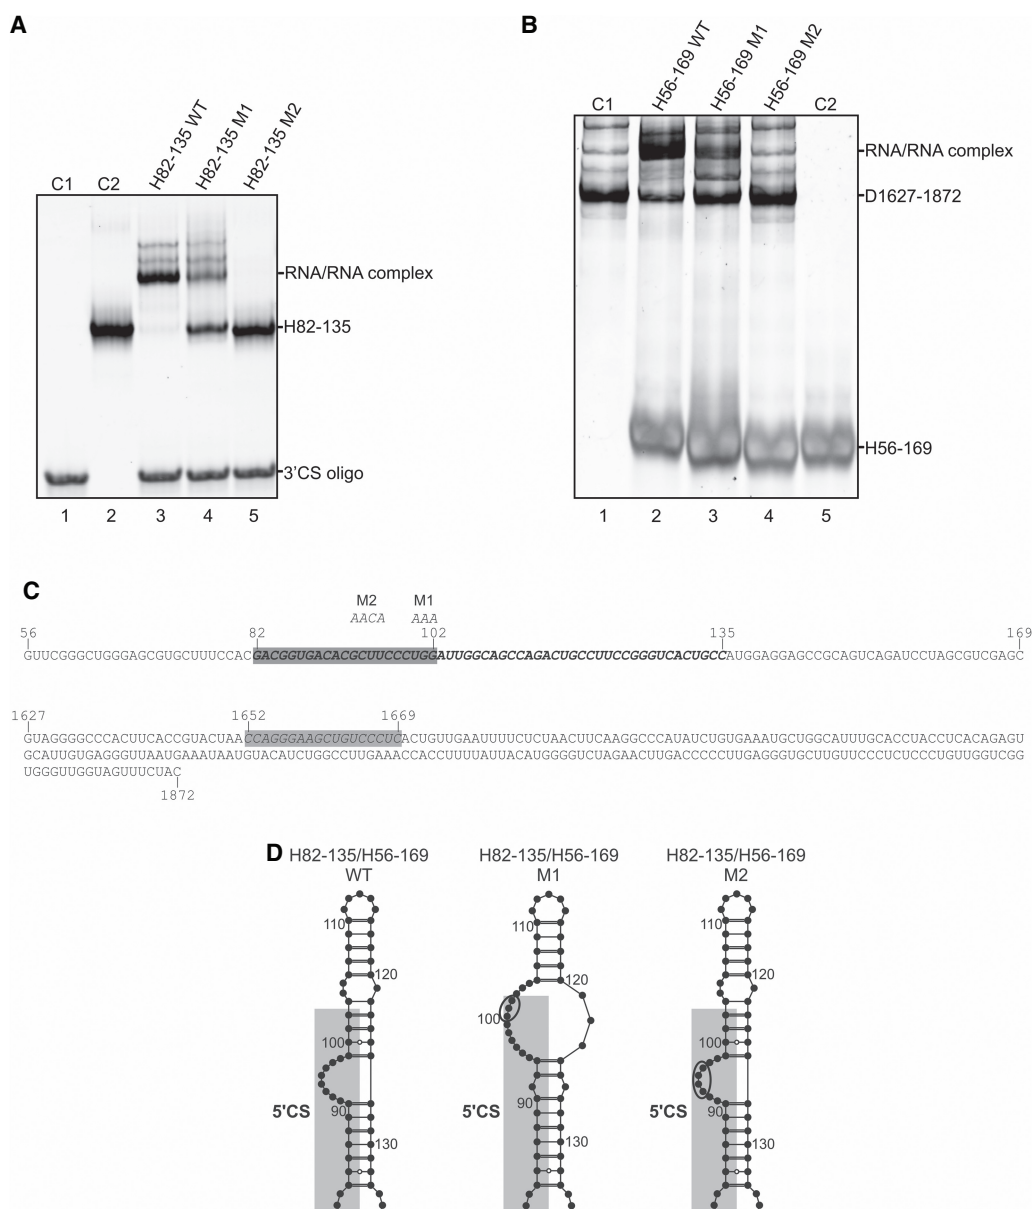 A
H82-135 WT
H82-135 M1
H82-135 M2
C1 C2
RNA/RNA complex
H82-135
3'CS oligo
1 2 3 4 5
B
H56-169 WT
H56-169 M1
H56-169 M2
C1 C2
RNA/RNA complex
D1627-1872
H56-169
1 2 3 4 5
C
M2 M1
AACA AAA
56 82 102 135 169
GUUCGGGCUGGGAGCGUGCUUUCCACGACGGUGACACGCUUCCCUGGAUUGGCAGCCAGACUGCCUUCCGGGUCACUGCCAUGGAGGAGCCGCAGUCAGAUCCUAGCGUCGAGC
1627 1652 1669
GUAGGGGCCCACUUCACCGUACUAACCAGGGAAGCUGUCCCUCACUGUUGAAUUUUCUCUAACUUCAAGGCCCAUAUCUGUGAAAUGCUGGCAUUUGCACCUACCUCACAGAGU
GCAUUGUGAGGGUUAAUGAAAUAAUGUACAUCUGGCCUUGAAACCACCUUUUAUUACAUGGGGUCUAGAACUUGACCCCCUUGAGGGUGCUUGUUCCCUCUCCCUGUUGGUCGG
UGGGUUGGUAGUUUCUAC
1872
D
H82-135/H56-169
WT
110
120
100
90
130
5'CS
H82-135/H56-169
M1
110
120
100
90
130
5'CS
H82-135/H56-169
M2
110
120
100
90
130
5'CS